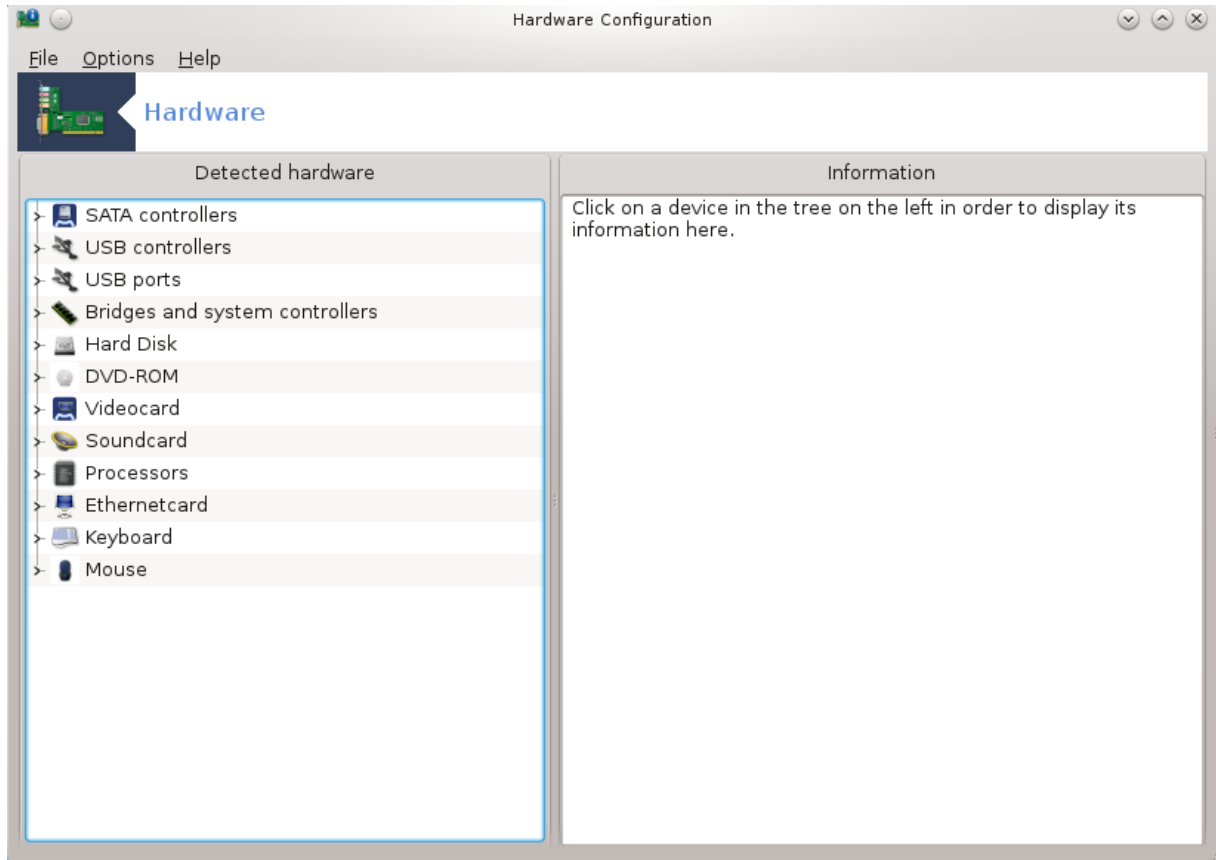 Hardware Configuration
File Options Help
Hardware
Detected hardware
SATA controllers
USB controllers
USB ports
Bridges and system controllers
Hard Disk
DVD-ROM
Videocard
Soundcard
Processors
Ethernetcard
Keyboard
Mouse
Information
Click on a device in the tree on the left in order to display its
information here.